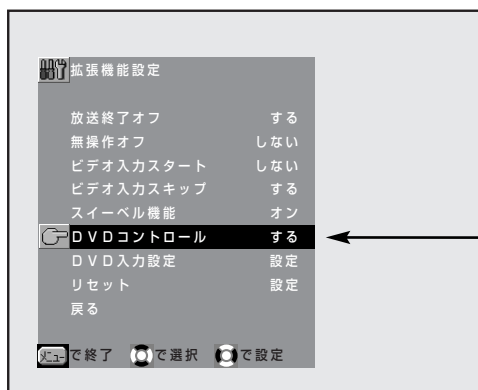 拡張機能設定
放送終了オフ する
無操作オフ しない
ビデオ入力スタート しない
ビデオ入力スキップ する
スイーベル機能 オン
DVDコントロール する
DVD入力設定 設定
リセット 設定
戻る
メニュー で終了 で選択 で設定